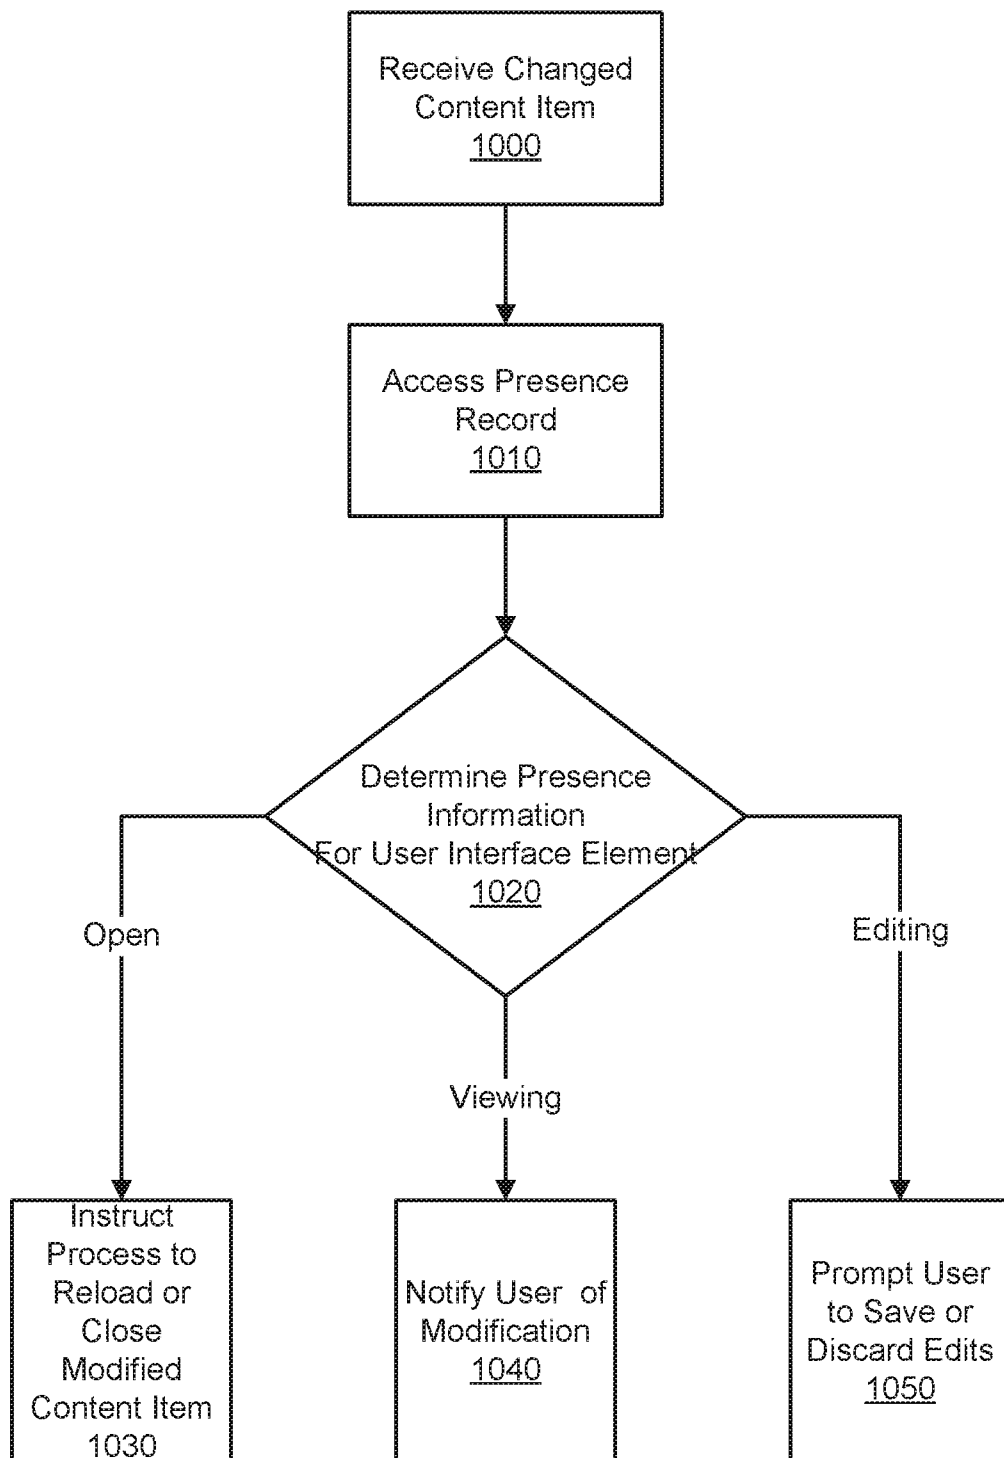 Receive Changed
Content Item
1000
Access Presence
Record
1010
Determine Presence
Information
For User Interface Element
1020
Open
Editing
Viewing
Instruct
Process to
Reload or
Close
Modified
Content Item
1030
Notify User of
Modification
1040
Prompt User
to Save or
Discard Edits
1050